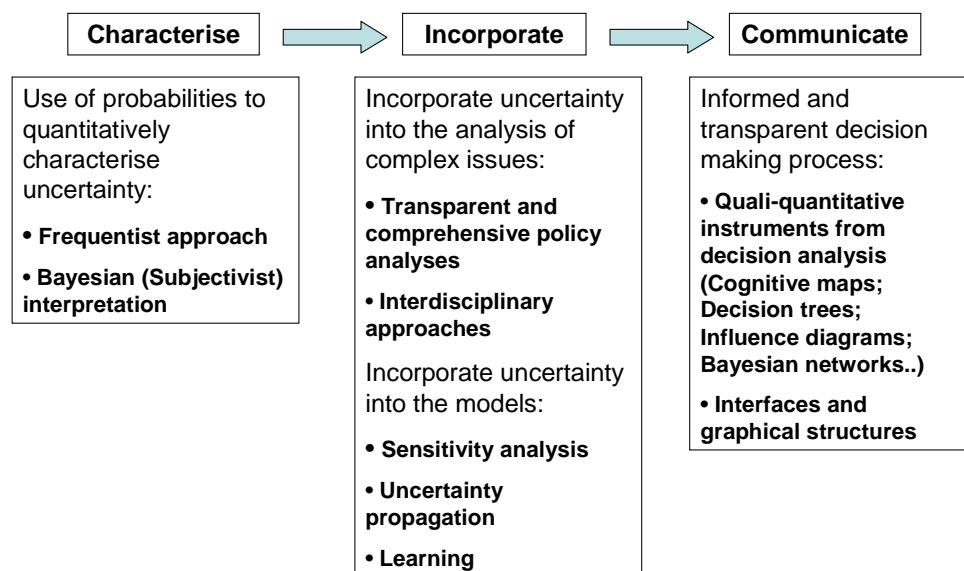 Characterise
Incorporate
Communicate
Use of probabilities to
quantitatively
characterise
uncertainty:
• Frequentist approach
• Bayesian (Subjectivist)
interpretation
Incorporate uncertainty
into the analysis of
complex issues:
• Transparent and
comprehensive policy
analyses
• Interdisciplinary
approaches
Incorporate uncertainty
into the models:
• Sensitivity analysis
• Uncertainty
propagation
• Learning
Informed and
transparent decision
making process:
• Quali-quantitative
instruments from
decision analysis
(Cognitive maps;
Decision trees;
Influence diagrams;
Bayesian networks..)
• Interfaces and
graphical structures